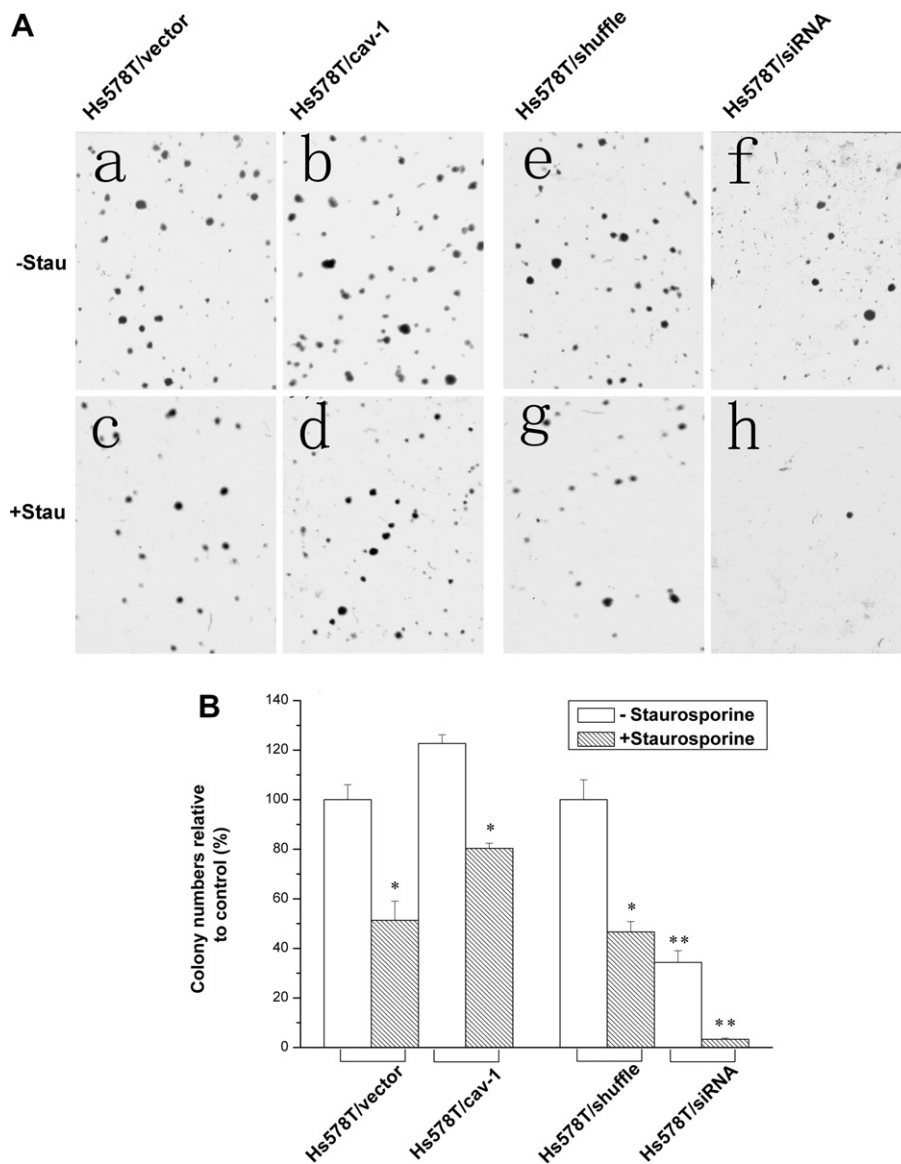 A
Hs578T/vector
Hs578T/cav-1
Hs578T/shuffle
Hs578T/siRNA
a
b
e
f
-Stau
c
d
g
h
+Stau
B
- Staurosporine
+Staurosporine
Colony numbers relative
to control (%)
140
120
100
80
60
40
20
0
*
*
*
**
**
Hs578T/vector
Hs578T/cav-1
Hs578T/shuffle
Hs578T/siRNA